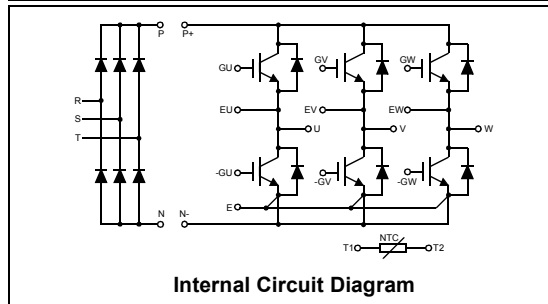 P P+
GU GV GW
R
EU EV EW
S
U V W
T
-GU -GV -GW
E
N N-
NTC
T1 T2
Internal Circuit Diagram